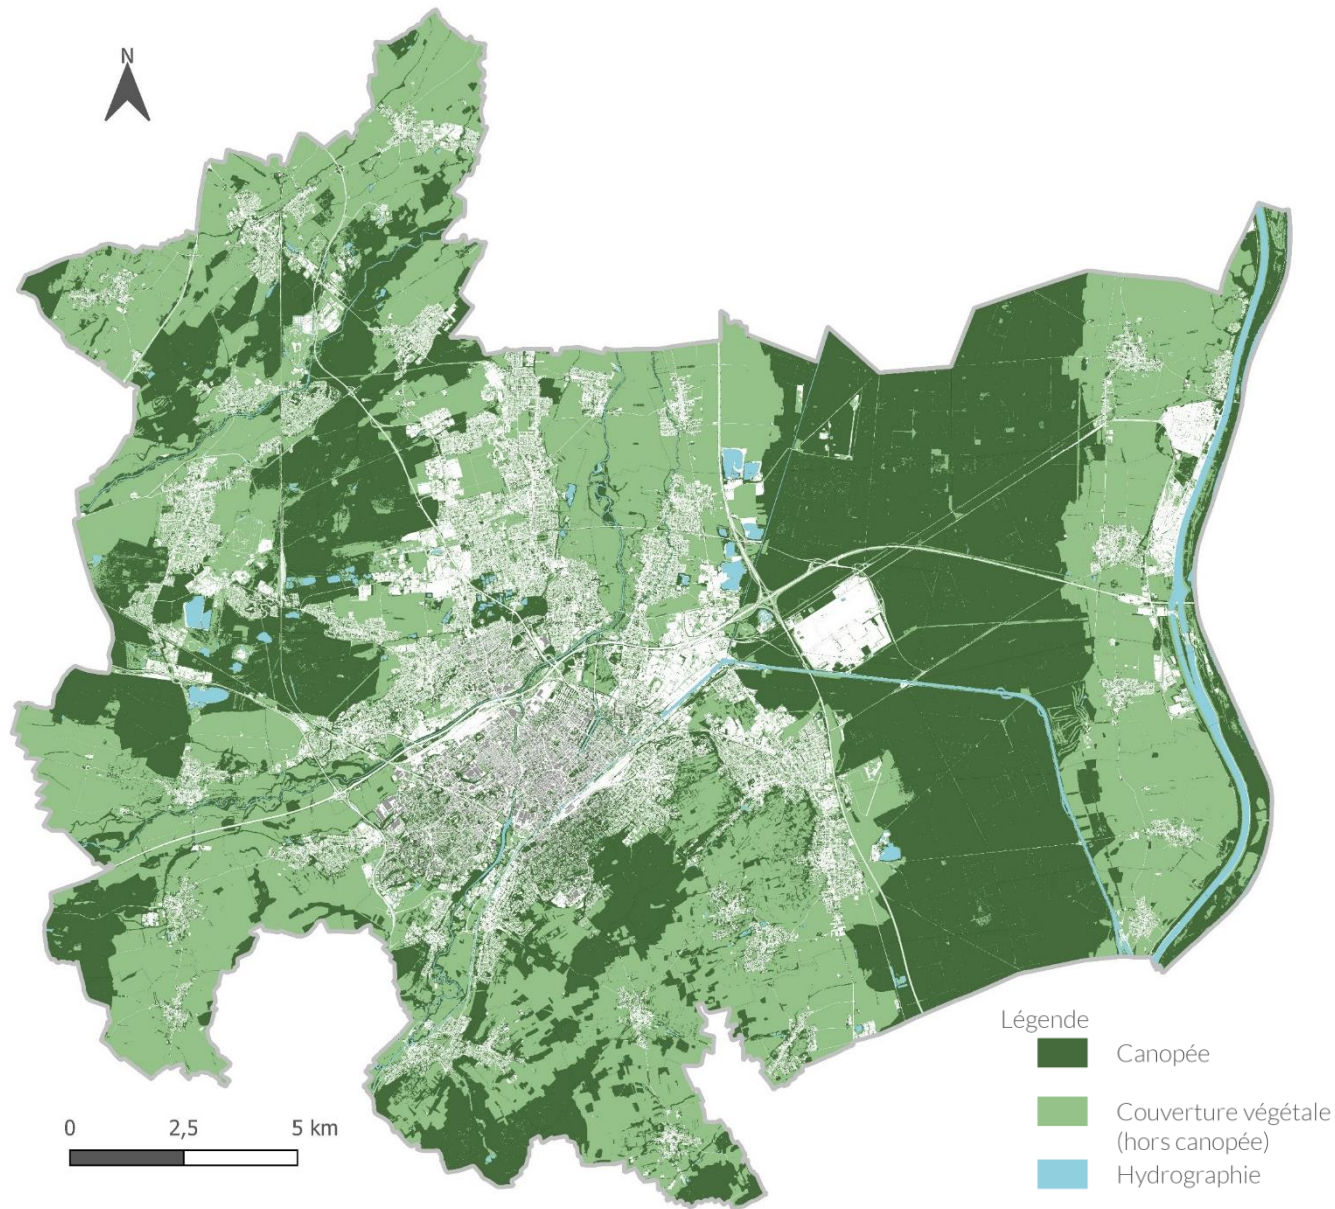 N
Légende
Canopée
Couverture végétale
(hors canopée)
Hydrographie
0 2,5 5 km